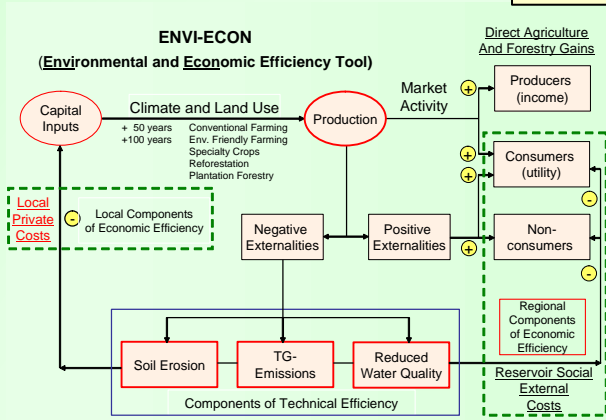 ENVI-ECON
(Environmental and Economic Efficiency Tool)
Direct Agriculture
And Forestry Gains
Capital
Inputs
Climate and Land Use
+ 50 years
+100 years
Conventional Farming
Env. Friendly Farming
Specialty Crops
Reforestation
Plantation Forestry
Production
Market
Activity
+
Producers
(income)
+
+
Consumers
(utility)
-
Local
Private
Costs
-
Local Components
of Economic Efficiency
Negative
Externalities
Positive
Externalities
+
Non-
consumers
-
Regional
Components
of Economic
Efficiency
Soil Erosion
TG-
Emissions
Reduced
Water Quality
Components of Technical Efficiency
Reservoir Social
External
Costs